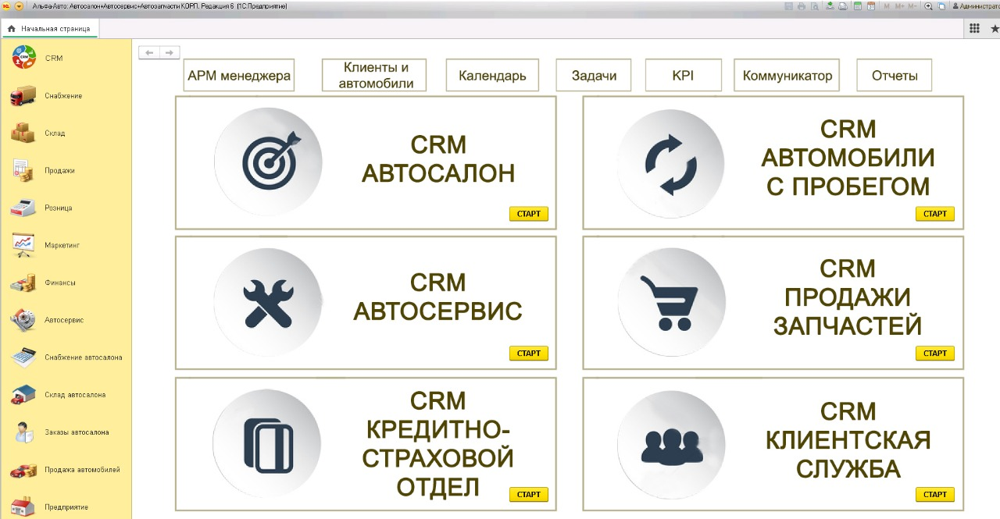 Альфа-Авто: Автосалон+Автосервис+Автозапчасти КОРП. Редакция 6 (1С:Предприятие)
M M+ M-
Администрато
Начальная страница
CRM
Снабжение
Склад
Продажи
Розница
Маркетинг
Финансы
Автосервис
Снабжение автосалона
Склад автосалона
Заказы автосалона
Продажа автомобилей
Предприятие
АРМ менеджера
Клиенты и
автомобили
Календарь
Задачи
KPI
Коммуникатор
Отчеты
CRM
АВТОСАЛОН
СТАРТ
CRM
АВТОМОБИЛИ
С ПРОБЕГОМ
СТАРТ
CRM
АВТОСЕРВИС
СТАРТ
CRM
ПРОДАЖИ
ЗАПЧАСТЕЙ
СТАРТ
CRM
КРЕДИТНО-
СТРАХОВОЙ
ОТДЕЛ
СТАРТ
CRM
КЛИЕНТСКАЯ
СЛУЖБА
СТАРТ